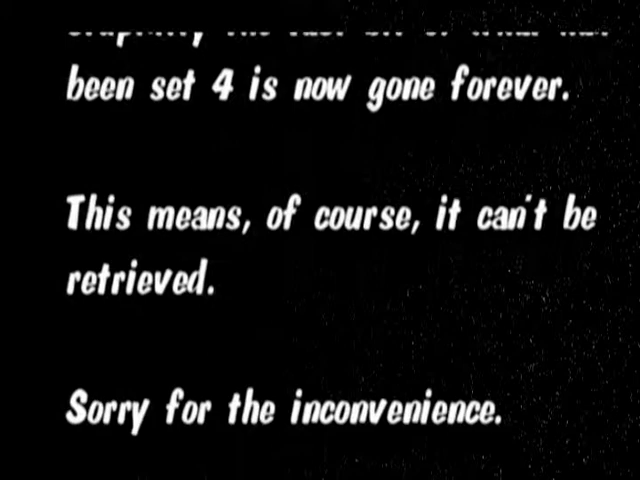 been set 4 is now gone forever.
This means, of course, it can't be
retrieved.
Sorry for the inconvenience.